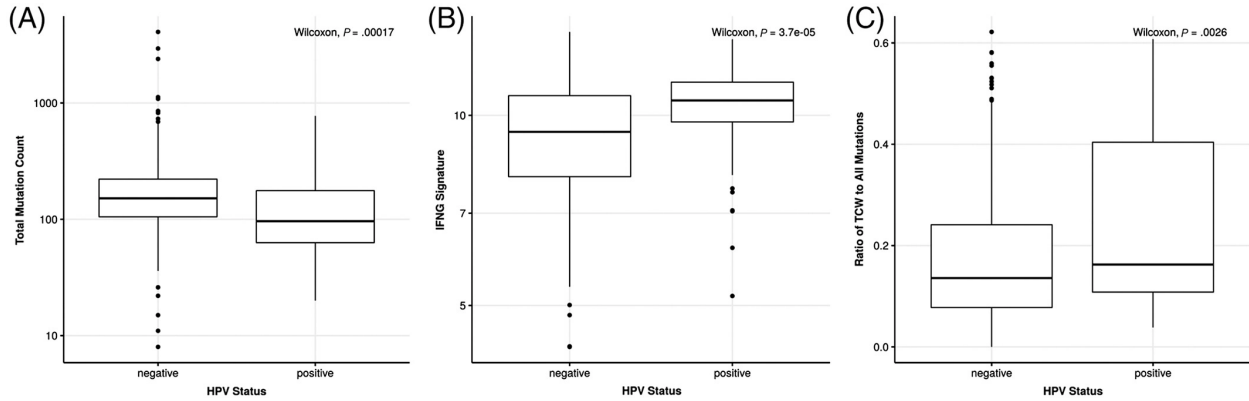 (A)
Wilcoxon, P = .00017
Total Mutation Count
1000
100
10
negative
positive
HPV Status
(B)
Wilcoxon, P = 3.7e-05
IFNG Signature
10
7
5
negative
positive
HPV Status
(C)
Wilcoxon, P = .0026
Ratio of TCW to All Mutations
0.6
0.4
0.2
0.0
negative
positive
HPV Status